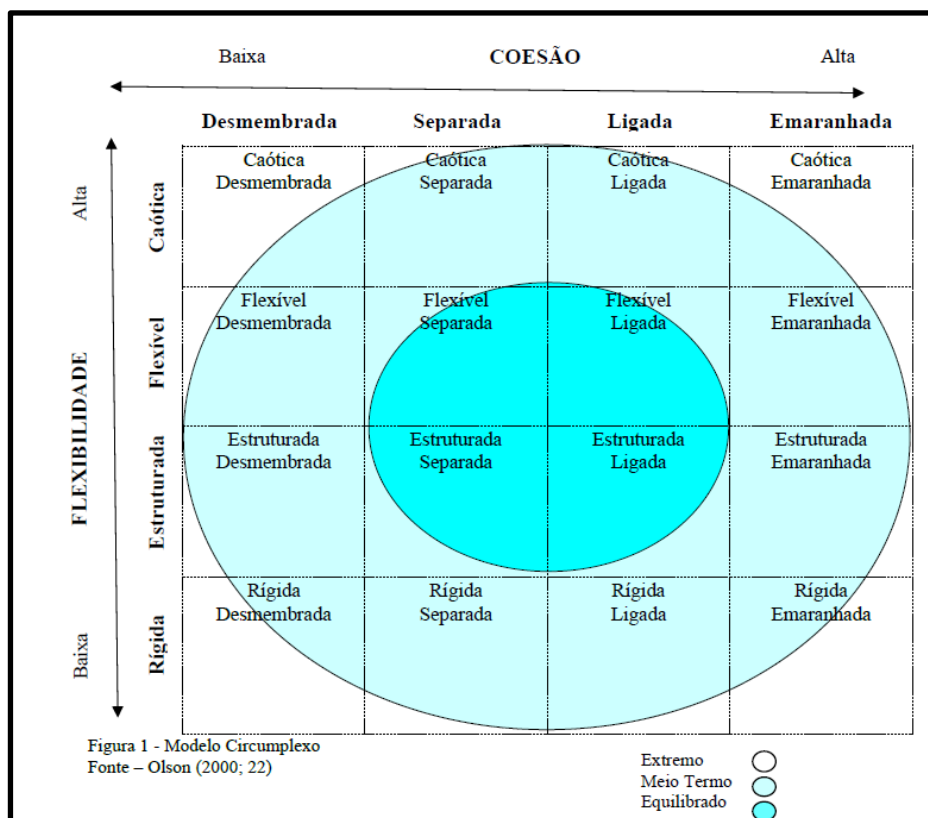 Baixa COESÃO Alta
Desmembrada Separada Ligada Emaranhada
Alta
Caótica
Caótica Caótica Caótica Caótica
Desmembrada Separada Ligada Emaranhada
FLEXIBILIDADE
Flexível
Flexível Flexível Flexível Flexível
Desmembrada Separada Ligada Emaranhada
Estruturada
Estruturada Estruturada Estruturada Estruturada
Desmembrada Separada Ligada Emaranhada
Baixa
Rígida
Rígida Rígida Rígida Rígida
Desmembrada Separada Ligada Emaranhada
Figura 1 - Modelo Circumplexo
Fonte – Olson (2000; 22)
Extremo
Meio Termo
Equilibrado